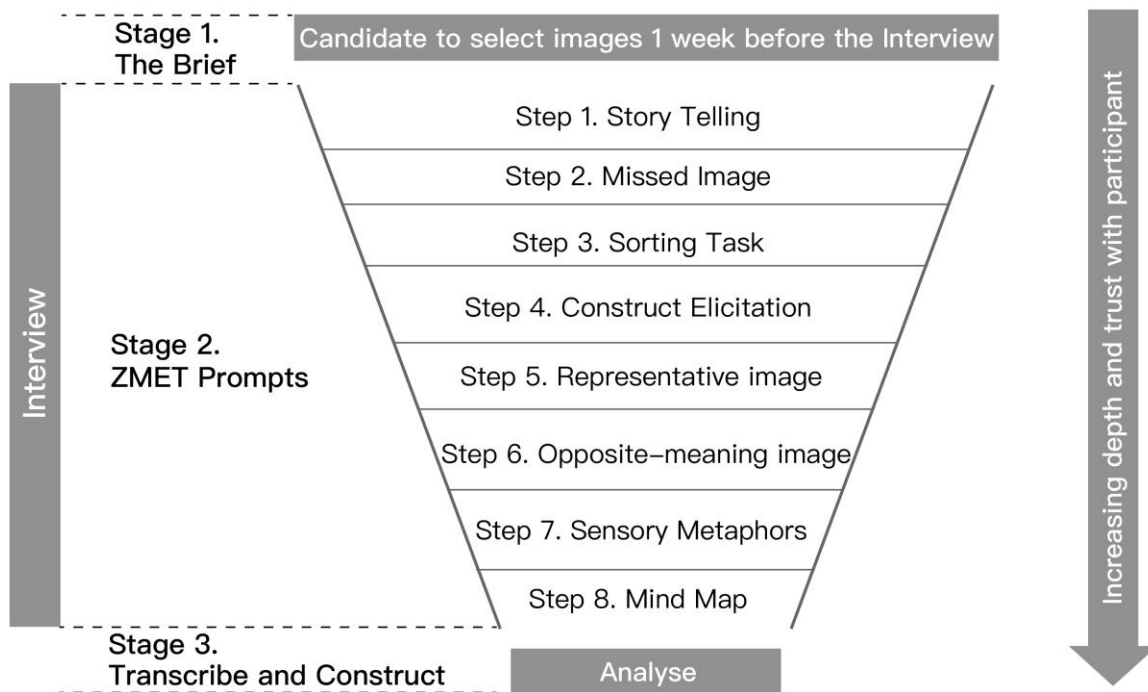 Stage 1.
The Brief
Candidate to select images 1 week before the Interview
Interview
Stage 2.
ZMET Prompts
Step 1. Story Telling
Step 2. Missed Image
Step 3. Sorting Task
Step 4. Construct Elicitation
Step 5. Representative image
Step 6. Opposite–meaning image
Step 7. Sensory Metaphors
Step 8. Mind Map
Stage 3.
Transcribe and Construct
Analyse
Increasing depth and trust with participant